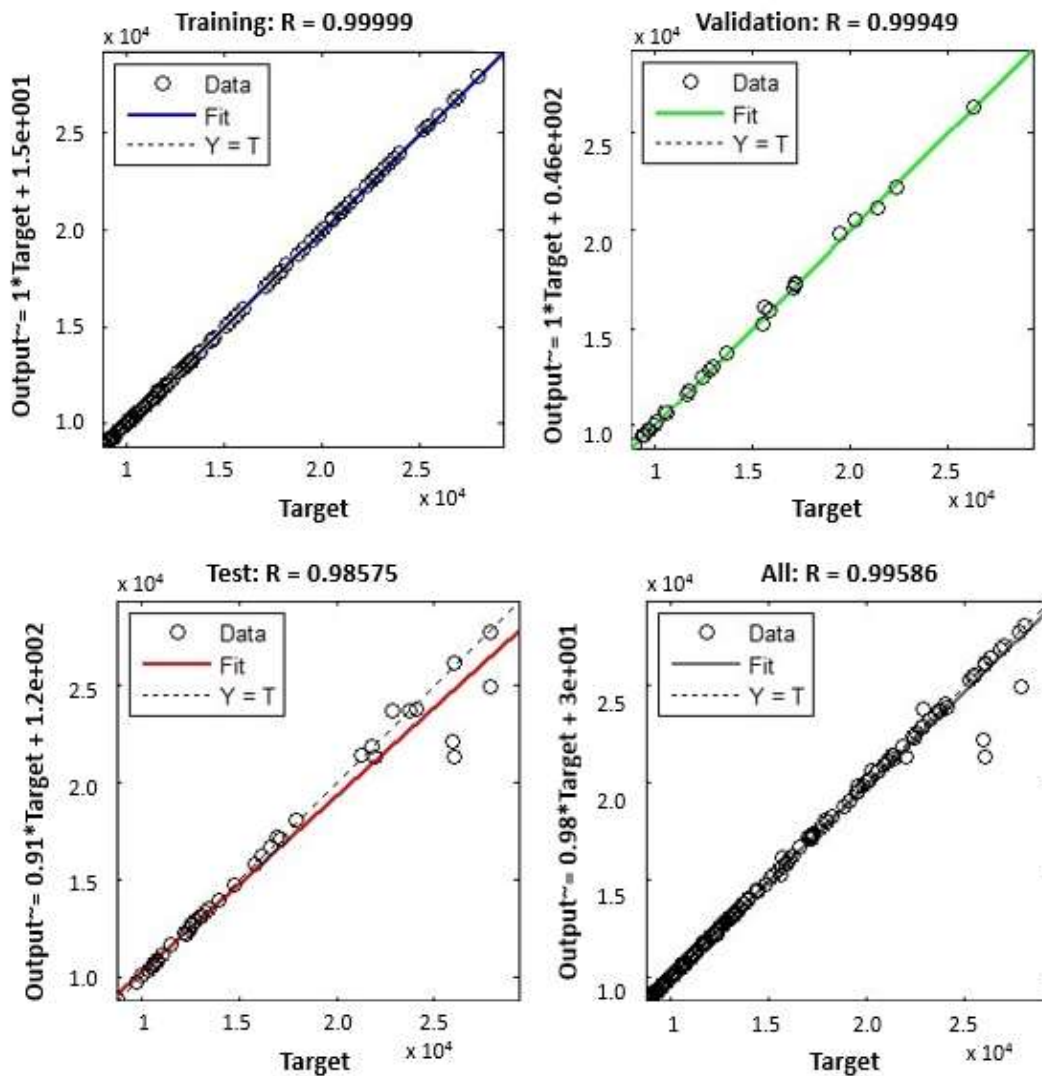 Training: R = 0.99999
x 10⁴
Data
Fit
Y = T
Output~= 1*Target + 1.5e+001
2.5
2.0
1.5
1.0
1
1.5
2.0
2.5
x 10⁴
Target
Validation: R = 0.99949
x 10⁴
Data
Fit
Y = T
Output~= 1*Target + 0.46e+002
2.5
2.0
1.5
1.0
1
1.5
2.0
2.5
x 10⁴
Target
Test: R = 0.98575
x 10⁴
Data
Fit
Y = T
Output~= 0.91*Target + 1.2e+002
2.5
2.0
1.5
1.0
1
1.5
2.0
2.5
x 10⁴
Target
All: R = 0.99586
x 10⁴
Data
Fit
Y = T
Output~= 0.98*Target + 3e+001
2.5
2.0
1.5
1.0
1
1.5
2.0
2.5
x 10⁴
Target